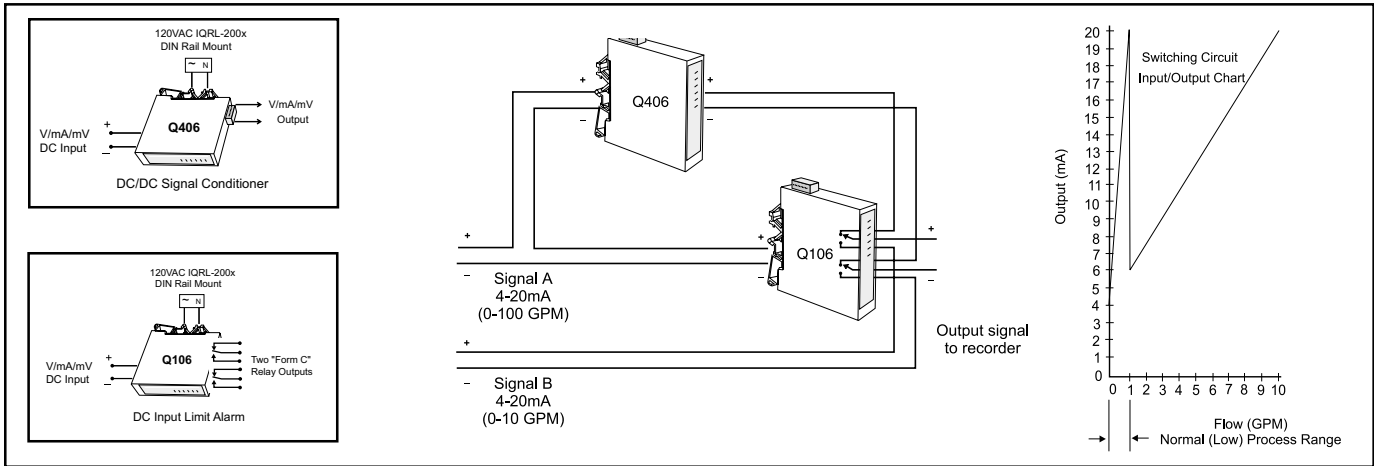 120VAC IQRL-200x
DIN Rail Mount
~ N
V/mA/mV
Output
Q406
+
V/mA/mV
DC Input
–
DC/DC Signal Conditioner
120VAC IQRL-200x
DIN Rail Mount
~ N
Q106
+
V/mA/mV
DC Input
–
Two "Form C"
Relay Outputs
DC Input Limit Alarm
+
+
Q406
–
–
+
+
Q106
–
Signal A
4-20mA
(0-100 GPM)
+
–
Signal B
4-20mA
(0-10 GPM)
+
–
Output signal
to recorder
Switching Circuit
Input/Output Chart
Output (mA)
20
19
18
17
16
15
14
13
12
11
10
9
8
7
6
5
4
3
2
1
0
0 1 2 3 4 5 6 7 8 9 10
Flow (GPM)
Normal (Low) Process Range